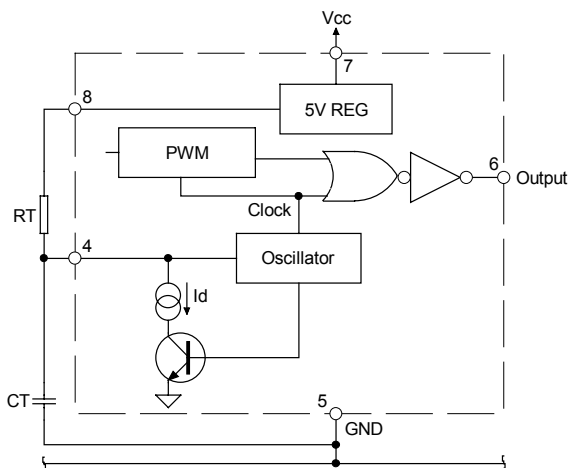 Vcc
7
8
5V REG
PWM
6
Output
Clock
RT
4
Oscillator
Id
CT
5
GND